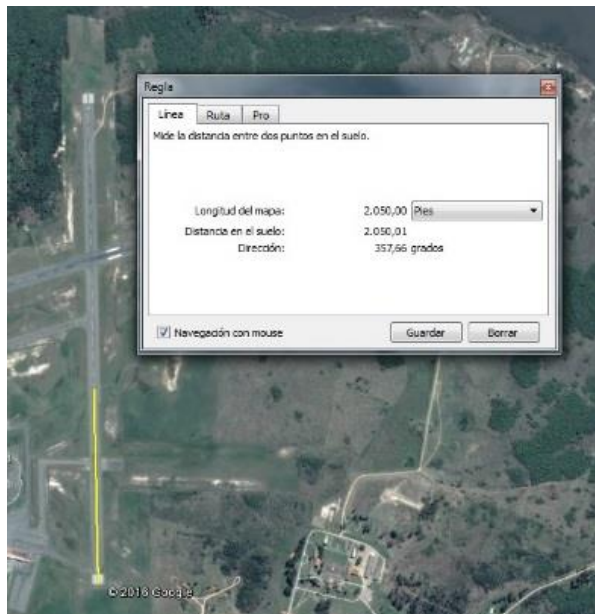 Regla
Línea Ruta Pro
Mide la distancia entre dos puntos en el suelo.
Longitud del mapa: 2.050,00 Pies
Distancia en el suelo: 2.050,01
Dirección: 357,66 grados
Navegación con mouse Guardar Borrar
© 2016 Google